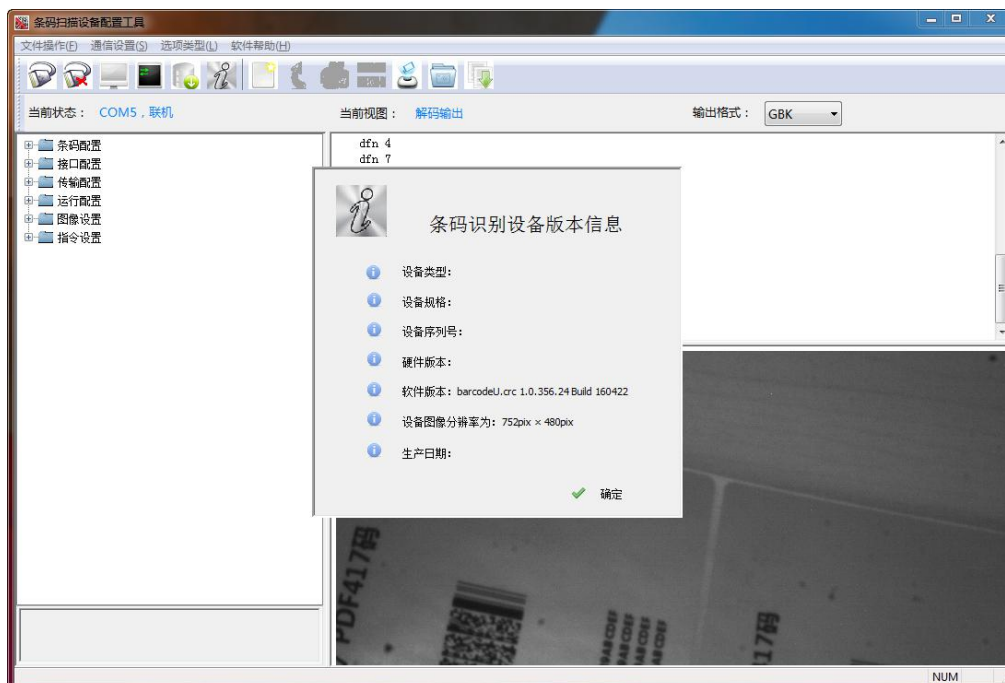 条码扫描设备配置工具
文件操作(F) 通信设置(S) 选项类型(L) 软件帮助(H)
当前状态： COM5，联机 当前视图： 解码输出 输出格式： GBK
条码配置
接口配置
传输配置
运行配置
图像设置
指令设置
dfn 4
dfn 7
条码识别设备版本信息
设备类型：
设备规格：
设备序列号：
硬件版本：
软件版本：barcodeU.crc 1.0.356.24 Build 160422
设备图像分辨率为：752pix × 480pix
生产日期：
确定
PDF417码
9ABCDEF
9ABCDEF
ABCDEF
ABCDEF
17码
NUM